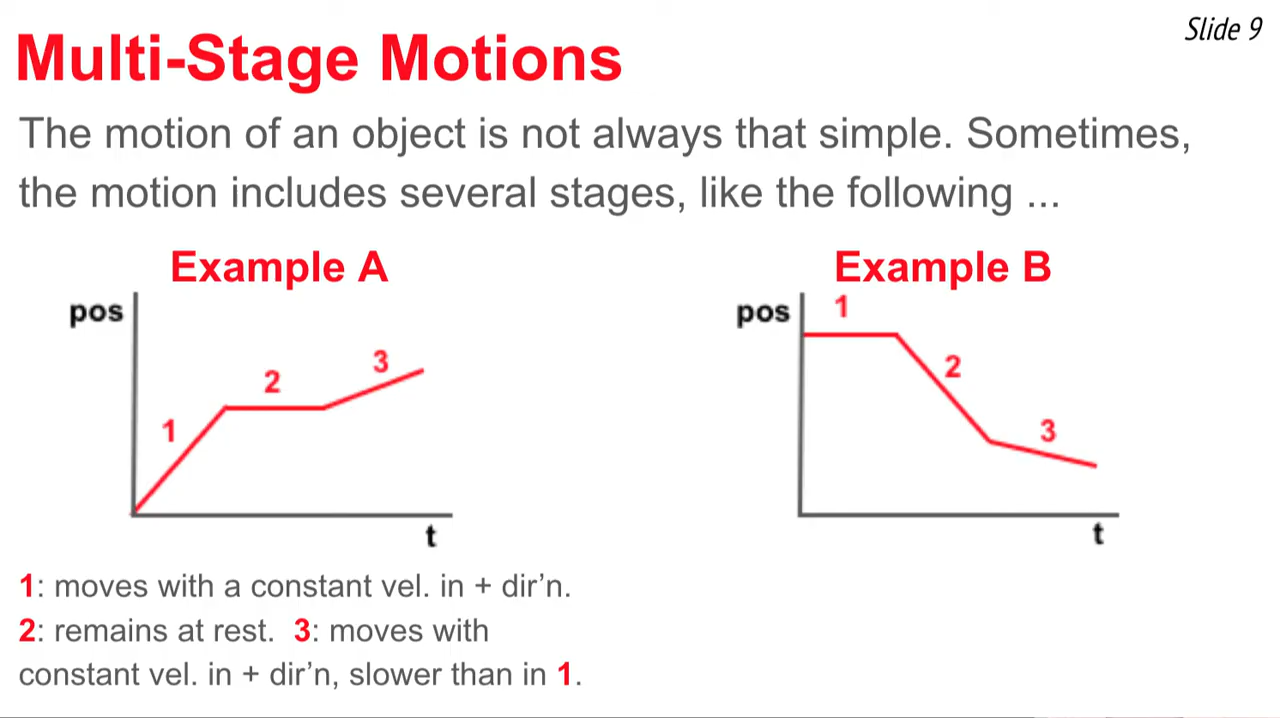 Slide 9
Multi-Stage Motions
The motion of an object is not always that simple. Sometimes,
the motion includes several stages, like the following ...
Example A
pos
1
2
3
t
Example B
pos
1
2
3
t
1: moves with a constant vel. in + dir’n.
2: remains at rest.  3: moves with
constant vel. in + dir’n, slower than in 1.